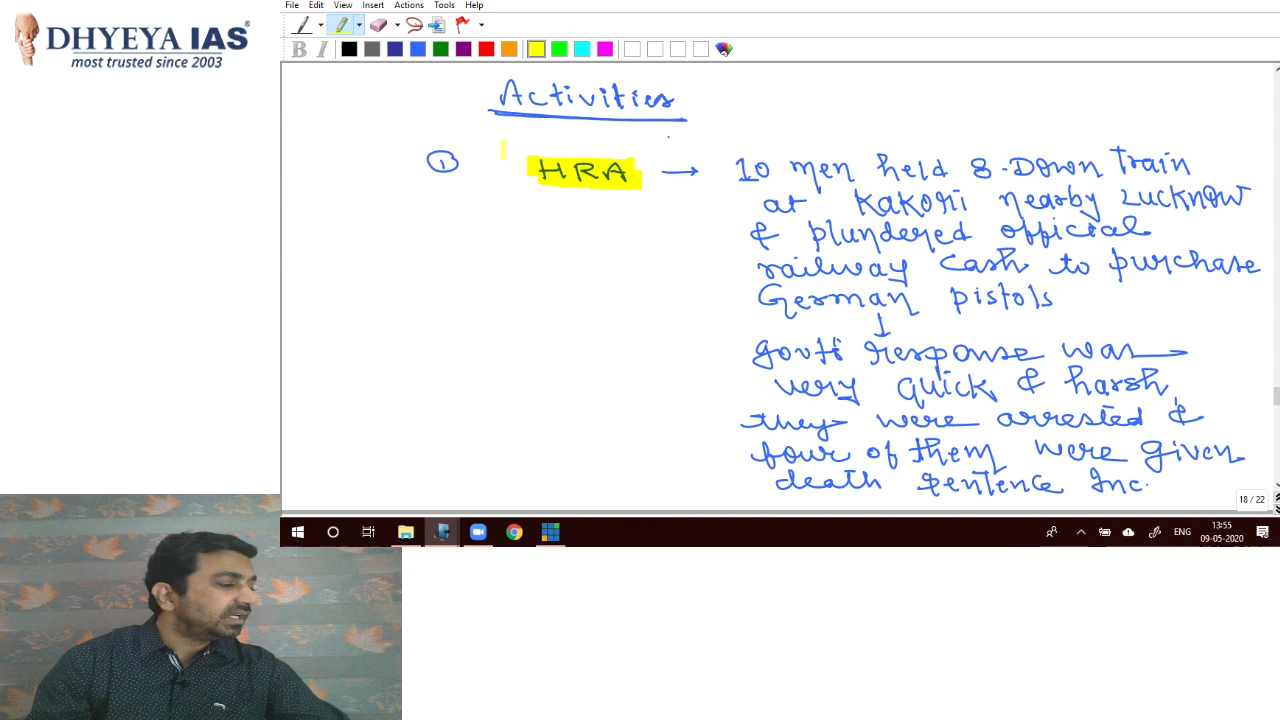 DHYEYA IAS
most trusted since 2003
File Edit View Insert Actions Tools Help
B I
Activities
① HRA → 10 men held 8-Down Train
at Kakori nearby Lucknow
& plundered official
railway cash to purchase
German pistols
↓
Govt's response was
very quick & harsh,
they were arrested &
four of them were given
death sentence Inc.
18 / 22
ENG
13:55
09-05-2020